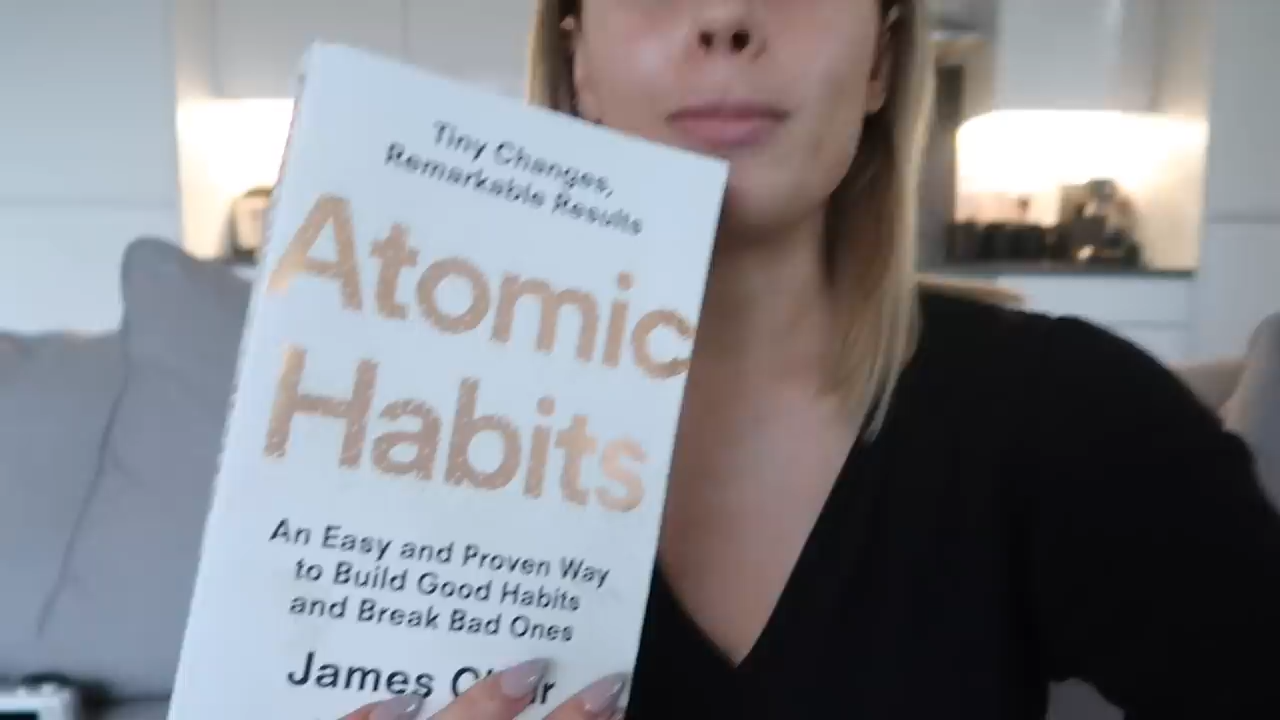 Tiny Changes,
Remarkable Results
Atomic
Habits
An Easy and Proven Way
to Build Good Habits
and Break Bad Ones
James